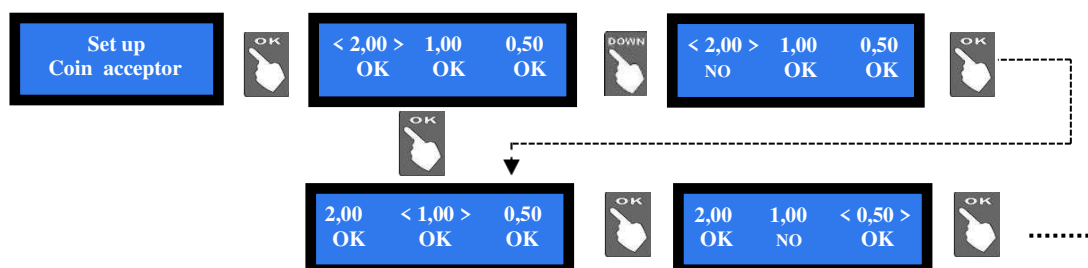 Set up
Coin acceptor
OK
< 2,00 > 1,00 0,50
OK OK OK
DOWN
< 2,00 > 1,00 0,50
NO OK OK
OK
OK
2,00 < 1,00 > 0,50
OK OK OK
OK
2,00 1,00 < 0,50 >
OK NO OK
OK